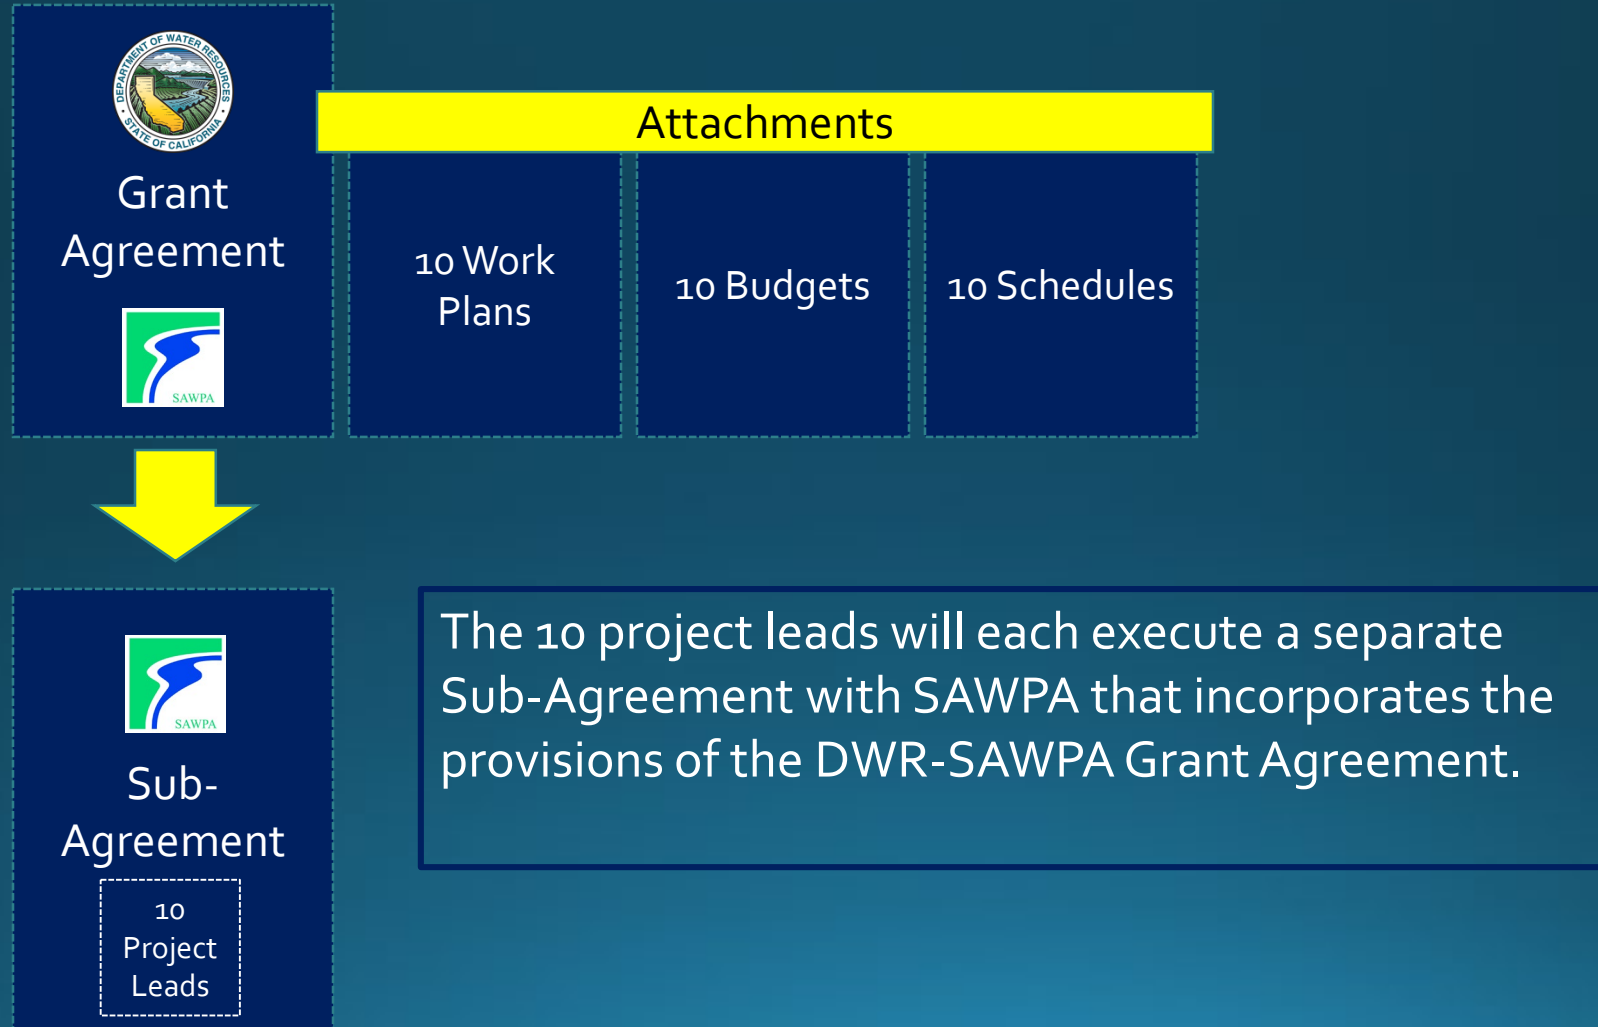 DEPARTMENT OF WATER RESOURCES
STATE OF CALIFORNIA
Grant
Agreement
SAWPA
Attachments
10 Work
Plans
10 Budgets
10 Schedules
SAWPA
Sub-
Agreement
10
Project
Leads
The 10 project leads will each execute a separate
Sub-Agreement with SAWPA that incorporates the
provisions of the DWR-SAWPA Grant Agreement.